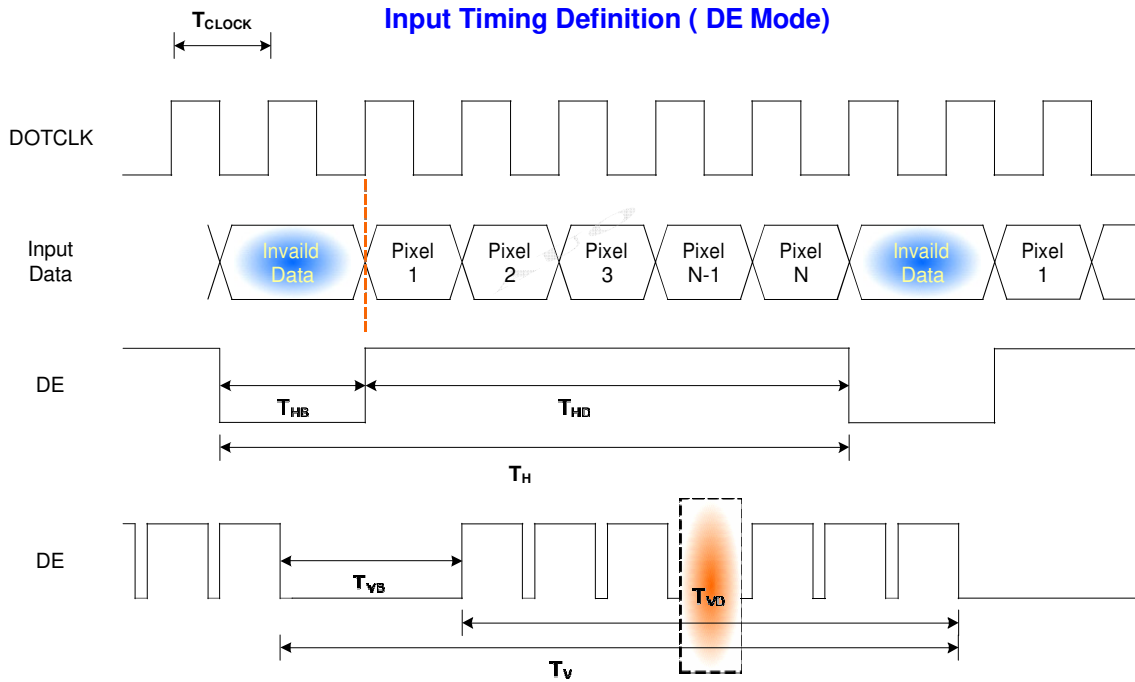 Input Timing Definition ( DE Mode)
TCLOCK
DOTCLK
Input
Data
Invaild
Data
Pixel
1
Pixel
2
Pixel
3
Pixel
N-1
Pixel
N
Invaild
Data
Pixel
1
DE
THB
THD
TH
DE
TVB
TVD
TV